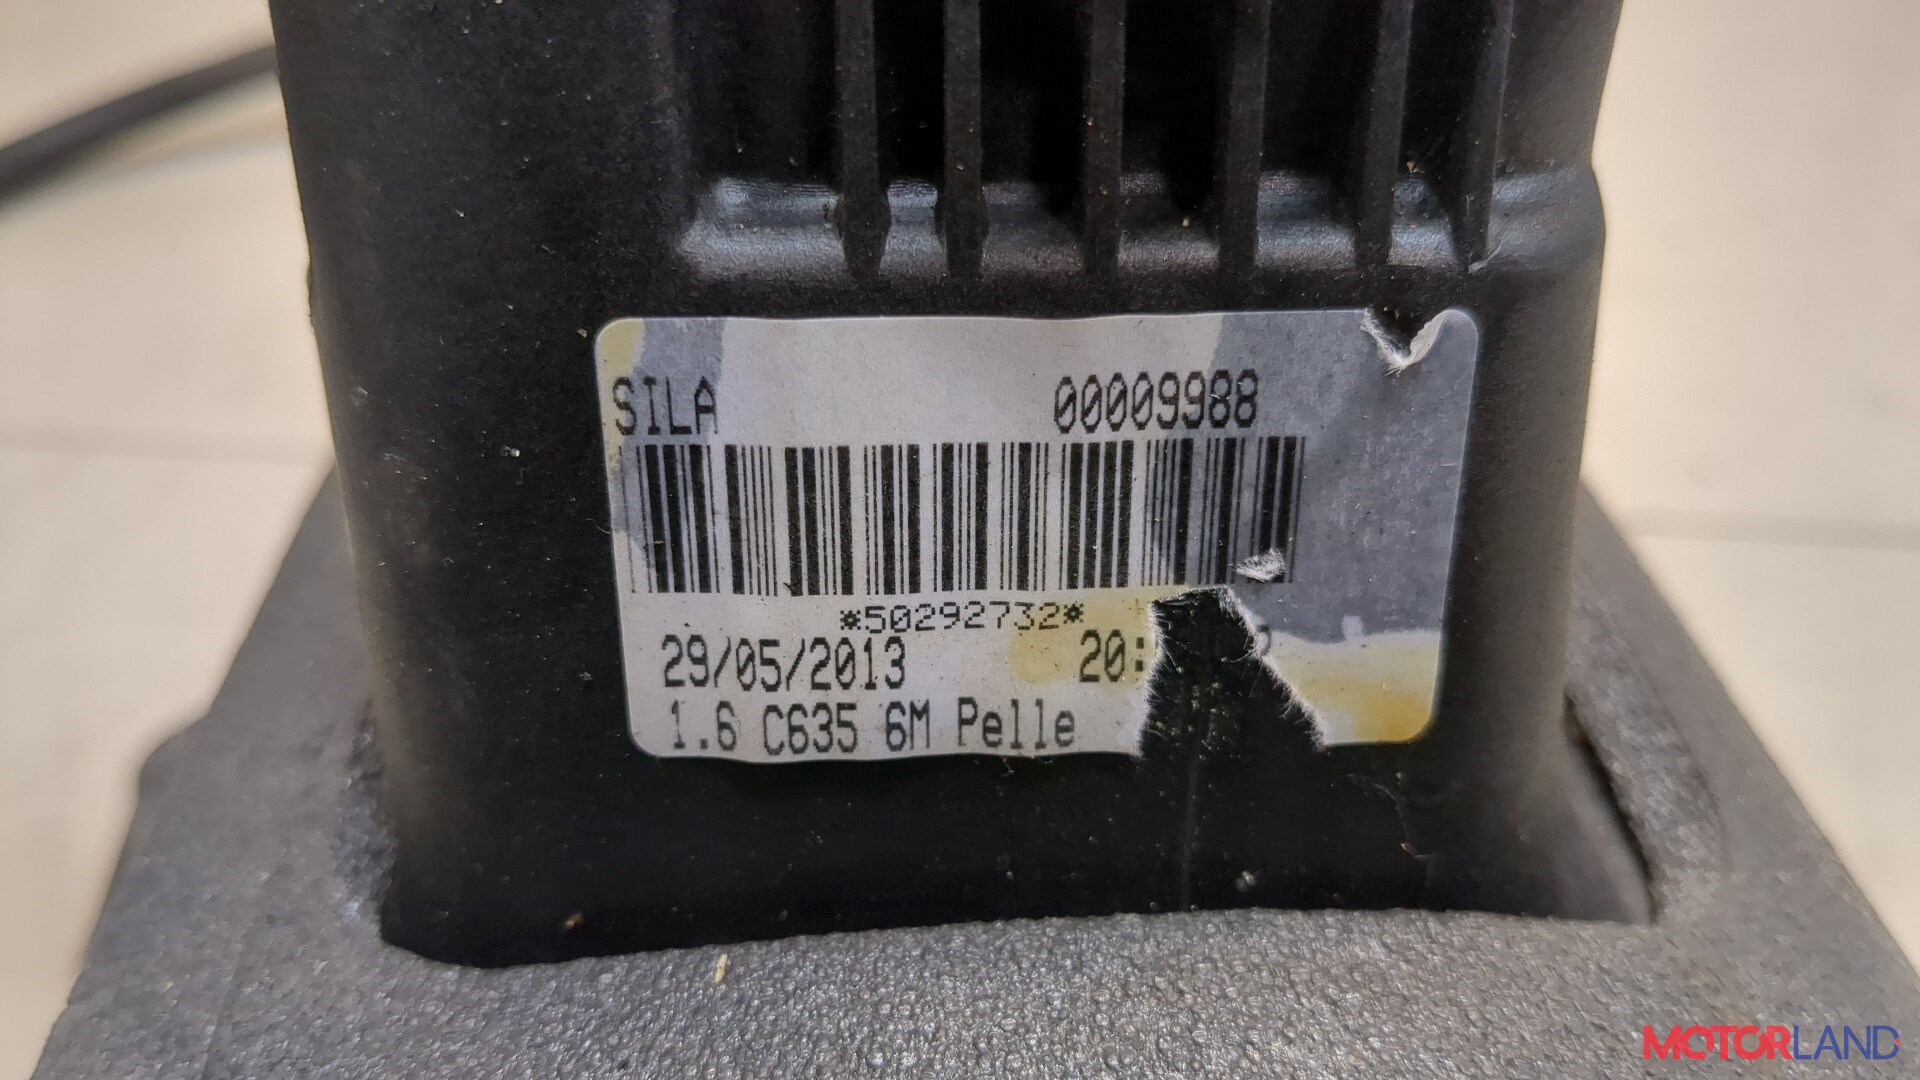 SILA 00009988
*50292732*
29/05/2013 20:
1.6 C635 6M Pelle
MOTORLAND